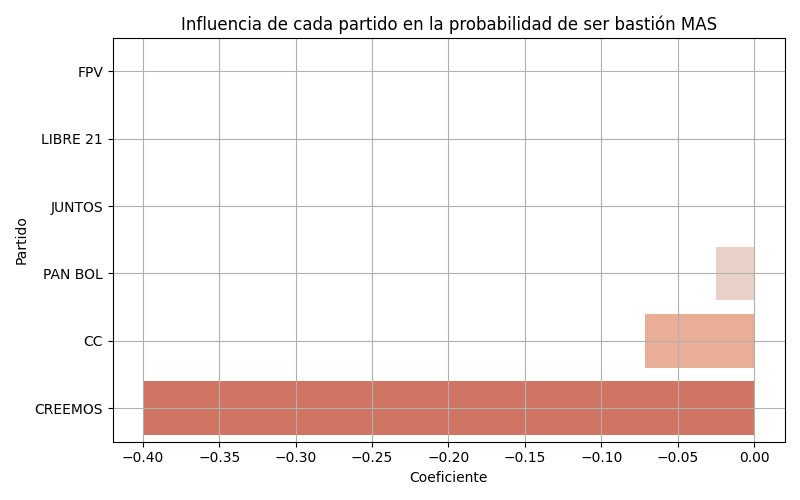 Influencia de cada partido en la probabilidad de ser bastión MAS
FPV
LIBRE 21
JUNTOS
PAN BOL
CC
CREEMOS
Partido
−0.40 −0.35 −0.30 −0.25 −0.20 −0.15 −0.10 −0.05 0.00
Coeficiente